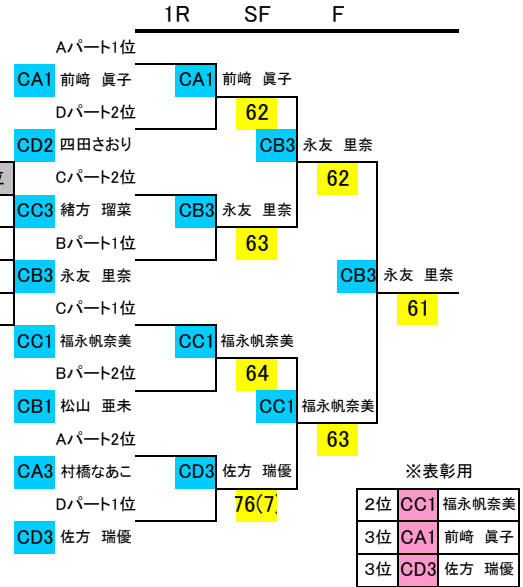 1R SF F
Aパート1位
CA1 前﨑 眞子 CA1 前﨑 眞子
Dパート2位 62
CD2 四田さおり CB3 永友 里奈
Cパート2位 62
CC3 緒方 瑠菜 CB3 永友 里奈
Bパート1位 63
CB3 永友 里奈 CB3 永友 里奈
Cパート1位 61
CC1 福永帆奈美 CC1 福永帆奈美
Bパート2位 64
CB1 松山 亜未 CC1 福永帆奈美
Aパート2位 63
CA3 村橋なあこ CD3 佐方 瑞優 ※表彰用
Dパート1位 76(7) 2位 CC1 福永帆奈美
CD3 佐方 瑞優 3位 CA1 前﨑 眞子
3位 CD3 佐方 瑞優